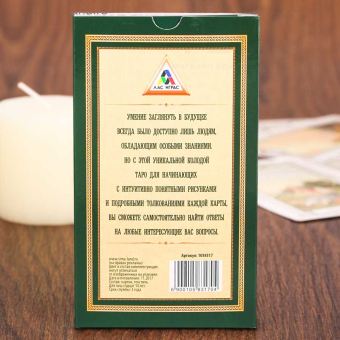 ЛАС ИГРАС
УМЕНИЕ ЗАГЛЯНУТЬ В БУДУЩЕЕ
ВСЕГДА БЫЛО ДОСТУПНО ЛИШЬ ЛЮДЯМ,
ОБЛАДАЮЩИМ ОСОБЫМИ ЗНАНИЯМИ.
НО С ЭТОЙ УНИКАЛЬНОЙ КОЛОДОЙ
ТАРО ДЛЯ НАЧИНАЮЩИХ
С ИНТУИТИВНО ПОНЯТНЫМИ РИСУНКАМИ
И ПОДРОБНЫМИ ТОЛКОВАНИЯМИ КАЖДОЙ КАРТЫ,
ВЫ СМОЖЕТЕ САМОСТОЯТЕЛЬНО НАЙТИ ОТВЕТЫ
НА ЛЮБЫЕ ИНТЕРЕСУЮЩИЕ ВАС ВОПРОСЫ.